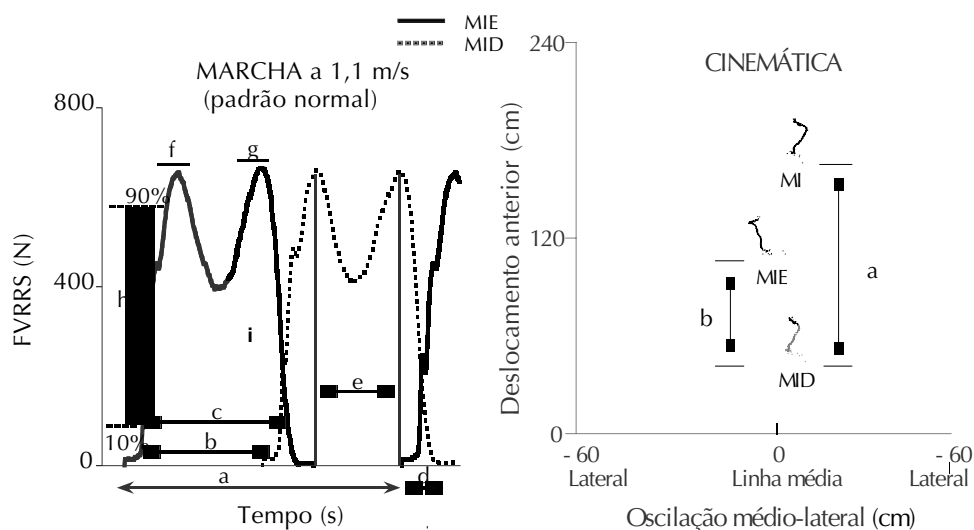 MIE
MID
MARCHA a 1,1 m/s
(padrão normal)
800
400
0
FVRRS (N)
f
g
90%
h
i
10%
c
b
e
a
d
Tempo (s)
CINEMÁTICA
240
120
0
Deslocamento anterior (cm)
MI
MIE
MID
a
b
- 60
0
- 60
Lateral
Linha média
Lateral
Oscilação médio-lateral (cm)